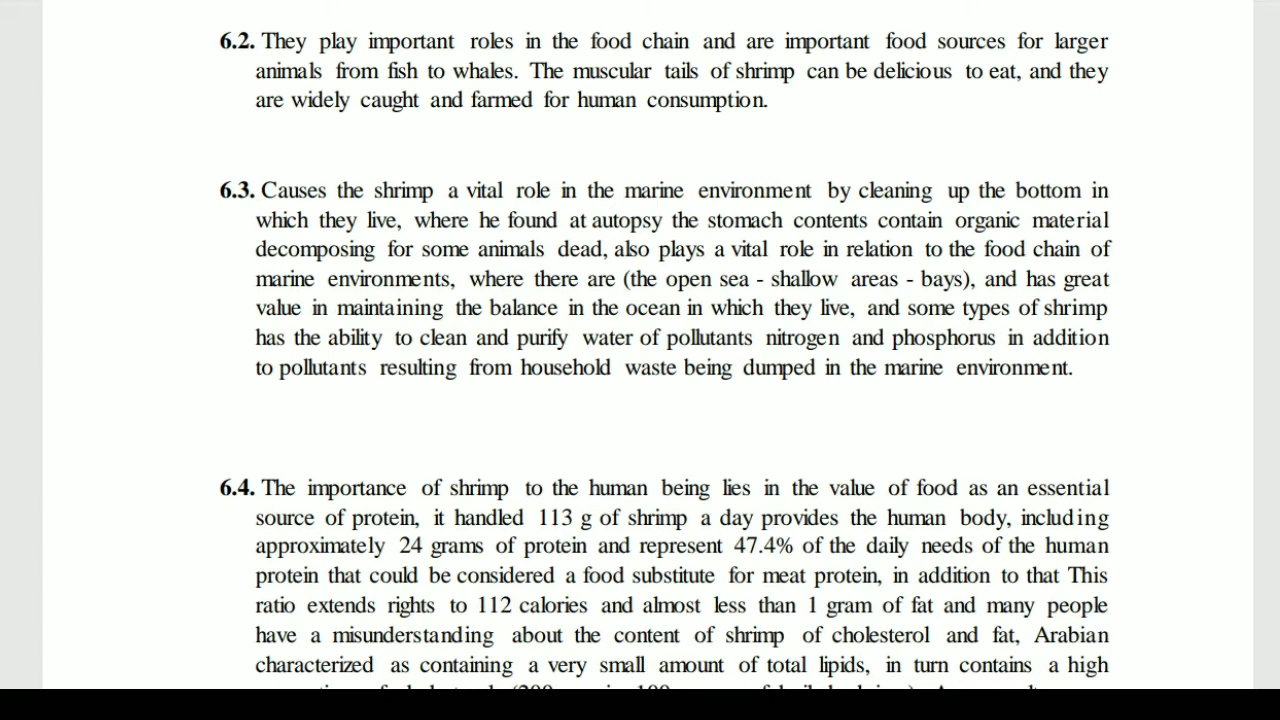 6.2. They play important roles in the food chain and are important food sources for larger
animals from fish to whales. The muscular tails of shrimp can be delicious to eat, and they
are widely caught and farmed for human consumption.
6.3. Causes the shrimp a vital role in the marine environment by cleaning up the bottom in
which they live, where he found at autopsy the stomach contents contain organic material
decomposing for some animals dead, also plays a vital role in relation to the food chain of
marine environments, where there are (the open sea - shallow areas - bays), and has great
value in maintaining the balance in the ocean in which they live, and some types of shrimp
has the ability to clean and purify water of pollutants nitrogen and phosphorus in addition
to pollutants resulting from household waste being dumped in the marine environment.
6.4. The importance of shrimp to the human being lies in the value of food as an essential
source of protein, it handled 113 g of shrimp a day provides the human body, including
approximately 24 grams of protein and represent 47.4% of the daily needs of the human
protein that could be considered a food substitute for meat protein, in addition to that This
ratio extends rights to 112 calories and almost less than 1 gram of fat and many people
have a misunderstanding about the content of shrimp of cholesterol and fat, Arabian
characterized as containing a very small amount of total lipids, in turn contains a high